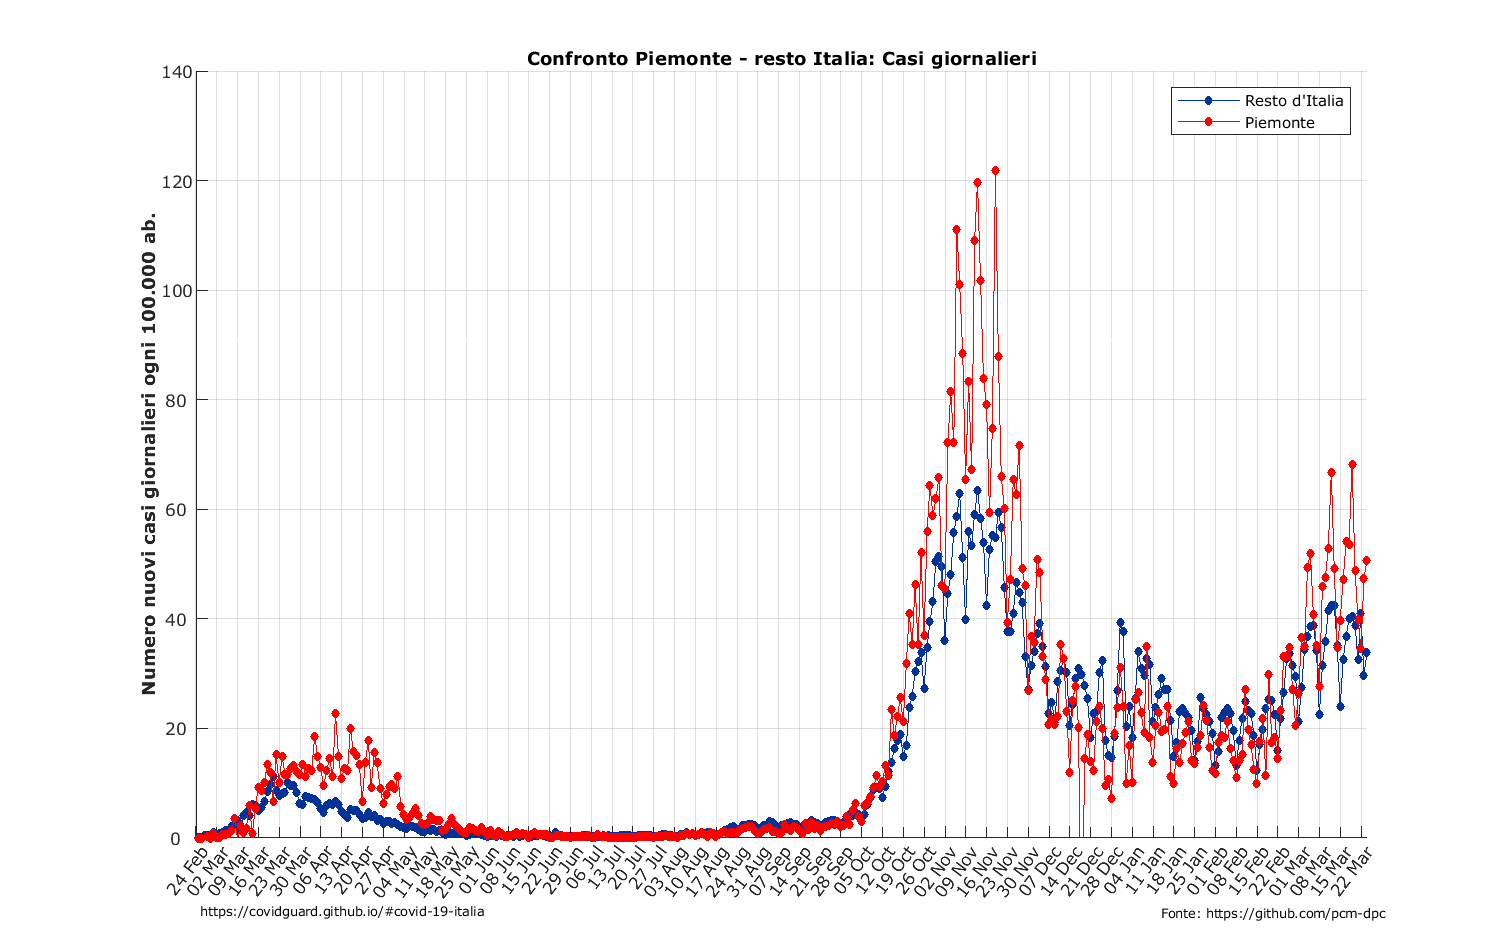 Confronto Piemonte - resto Italia: Casi giornalieri
Numero nuovi casi giornalieri ogni 100.000 ab.
140
120
100
80
60
40
20
0
Resto d'Italia
Piemonte
24 Feb
02 Mar
09 Mar
16 Mar
23 Mar
30 Mar
06 Apr
13 Apr
20 Apr
27 Apr
04 May
11 May
18 May
25 May
01 Jun
08 Jun
15 Jun
22 Jun
29 Jun
06 Jul
13 Jul
20 Jul
27 Jul
03 Aug
10 Aug
17 Aug
24 Aug
31 Aug
07 Sep
14 Sep
21 Sep
28 Sep
05 Oct
12 Oct
19 Oct
26 Oct
02 Nov
09 Nov
16 Nov
23 Nov
30 Nov
07 Dec
14 Dec
21 Dec
28 Dec
04 Jan
11 Jan
18 Jan
25 Jan
01 Feb
08 Feb
15 Feb
22 Feb
01 Mar
08 Mar
15 Mar
22 Mar
https://covidguard.github.io/#covid-19-italia
Fonte: https://github.com/pcm-dpc